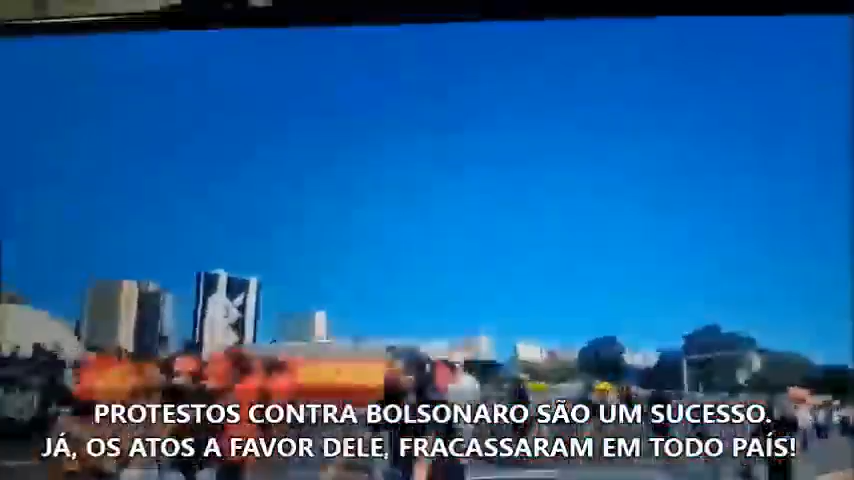 PROTESTOS CONTRA BOLSONARO SÃO UM SUCESSO.
JÁ, OS ATOS A FAVOR DELE, FRACASSARAM EM TODO PAÍS!